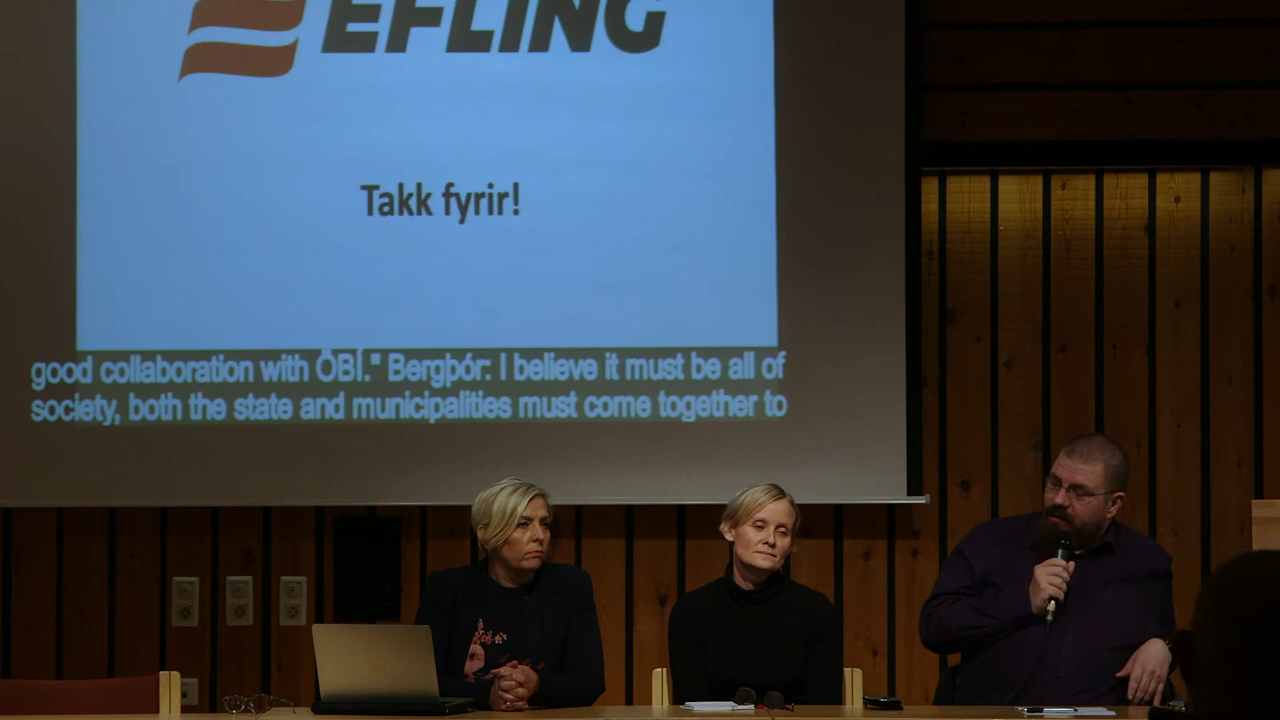 EFLING
Takk fyrir!
good collaboration with ÖBÍ." Bergþór: I believe it must be all of
society, both the state and municipalities must come together to